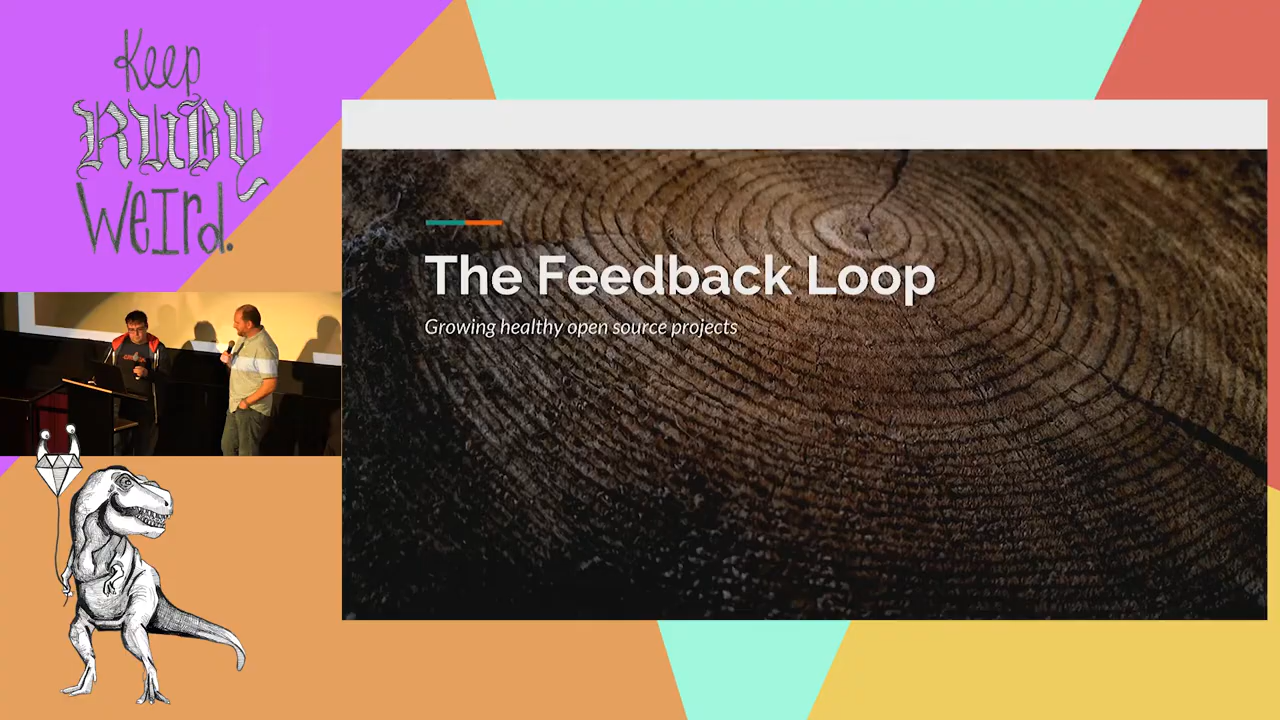 Keep
RUBY
Weird.
The Feedback Loop
Growing healthy open source projects